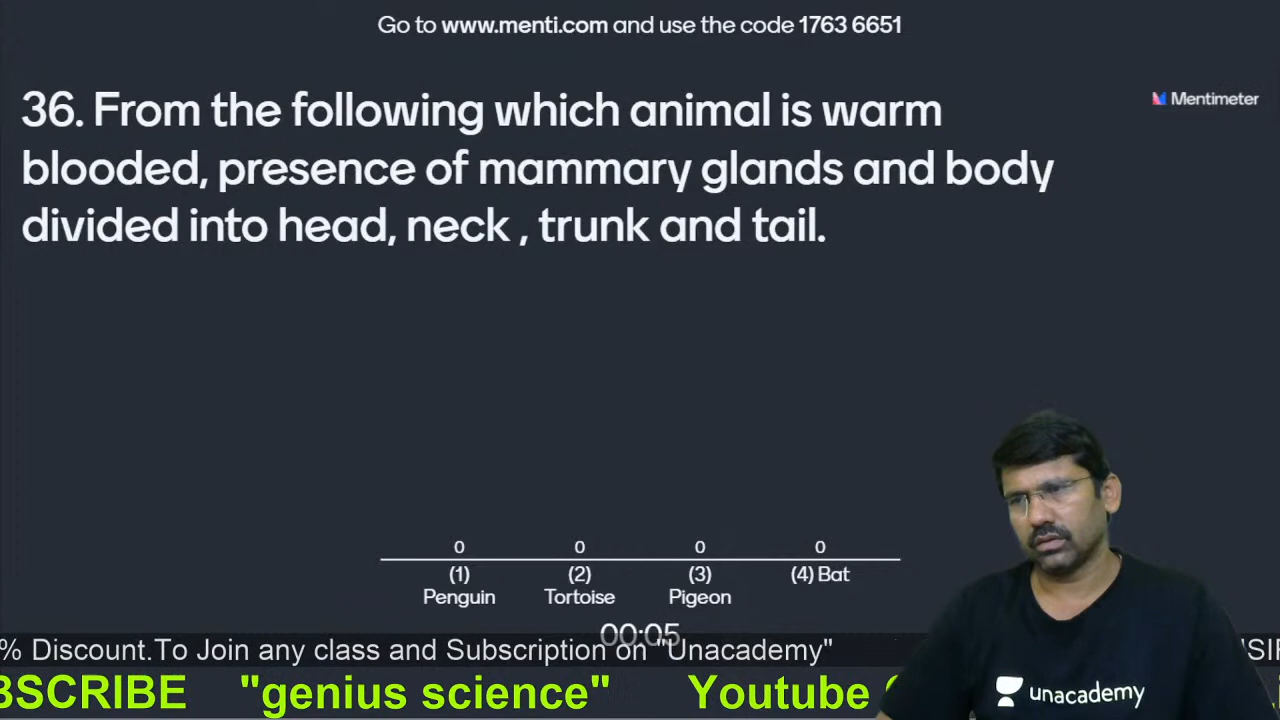 Go to www.menti.com and use the code 1763 6651
Mentimeter
36. From the following which animal is warm
blooded, presence of mammary glands and body
divided into head, neck , trunk and tail.
0 0 0 0
(1) (2) (3) (4) Bat
Penguin Tortoise Pigeon
00:05
% Discount.To Join any class and Subscription on "Unacademy"
BSCRIBE "genius science" Youtube
unacademy